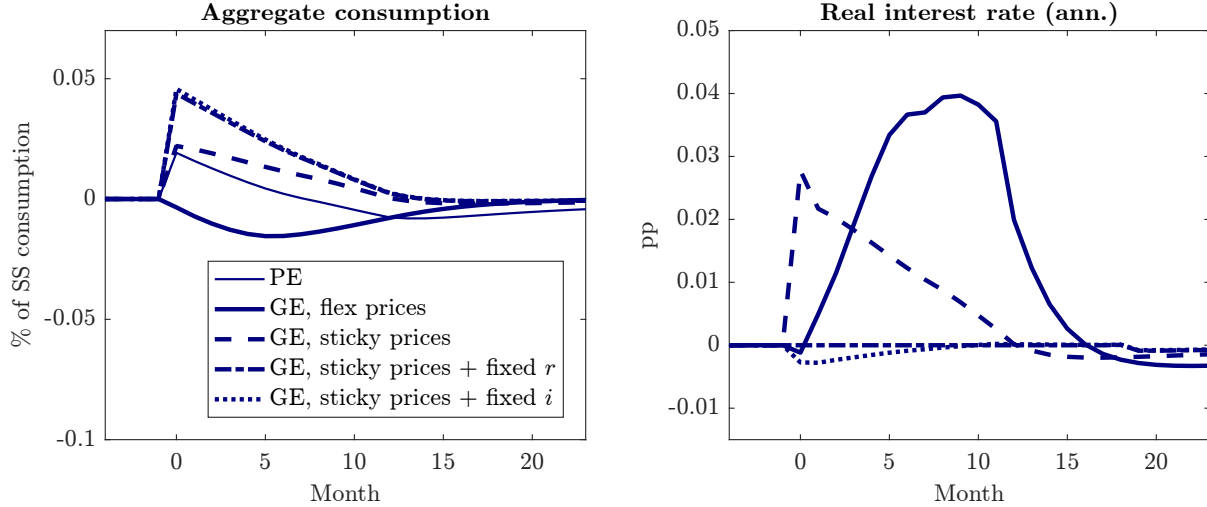 Aggregate consumption
0.05
0
-0.05
-0.1
% of SS consumption
PE
GE, flex prices
GE, sticky prices
GE, sticky prices + fixed r
GE, sticky prices + fixed i
0
5
10
15
20
Month
Real interest rate (ann.)
0.05
0.04
0.03
0.02
0.01
0
-0.01
pp
0
5
10
15
20
Month